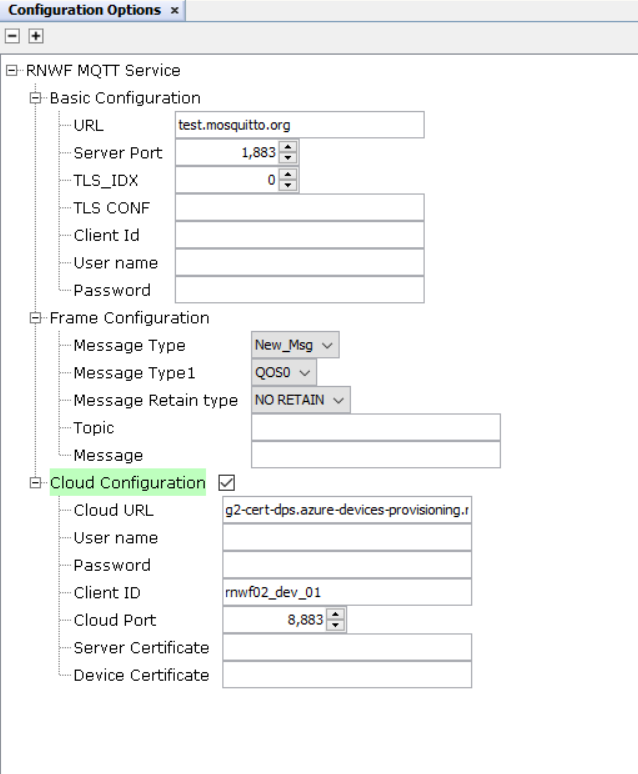 Configuration Options ×
RNWF MQTT Service
Basic Configuration
URL test.mosquitto.org
Server Port 1,883
TLS_IDX 0
TLS CONF
Client Id
User name
Password
Frame Configuration
Message Type New_Msg
Message Type1 QOS0
Message Retain type NO RETAIN
Topic
Message
Cloud Configuration
Cloud URL g2-cert-dps.azure-devices-provisioning.r
User name
Password
Client ID rnwf02_dev_01
Cloud Port 8,883
Server Certificate
Device Certificate